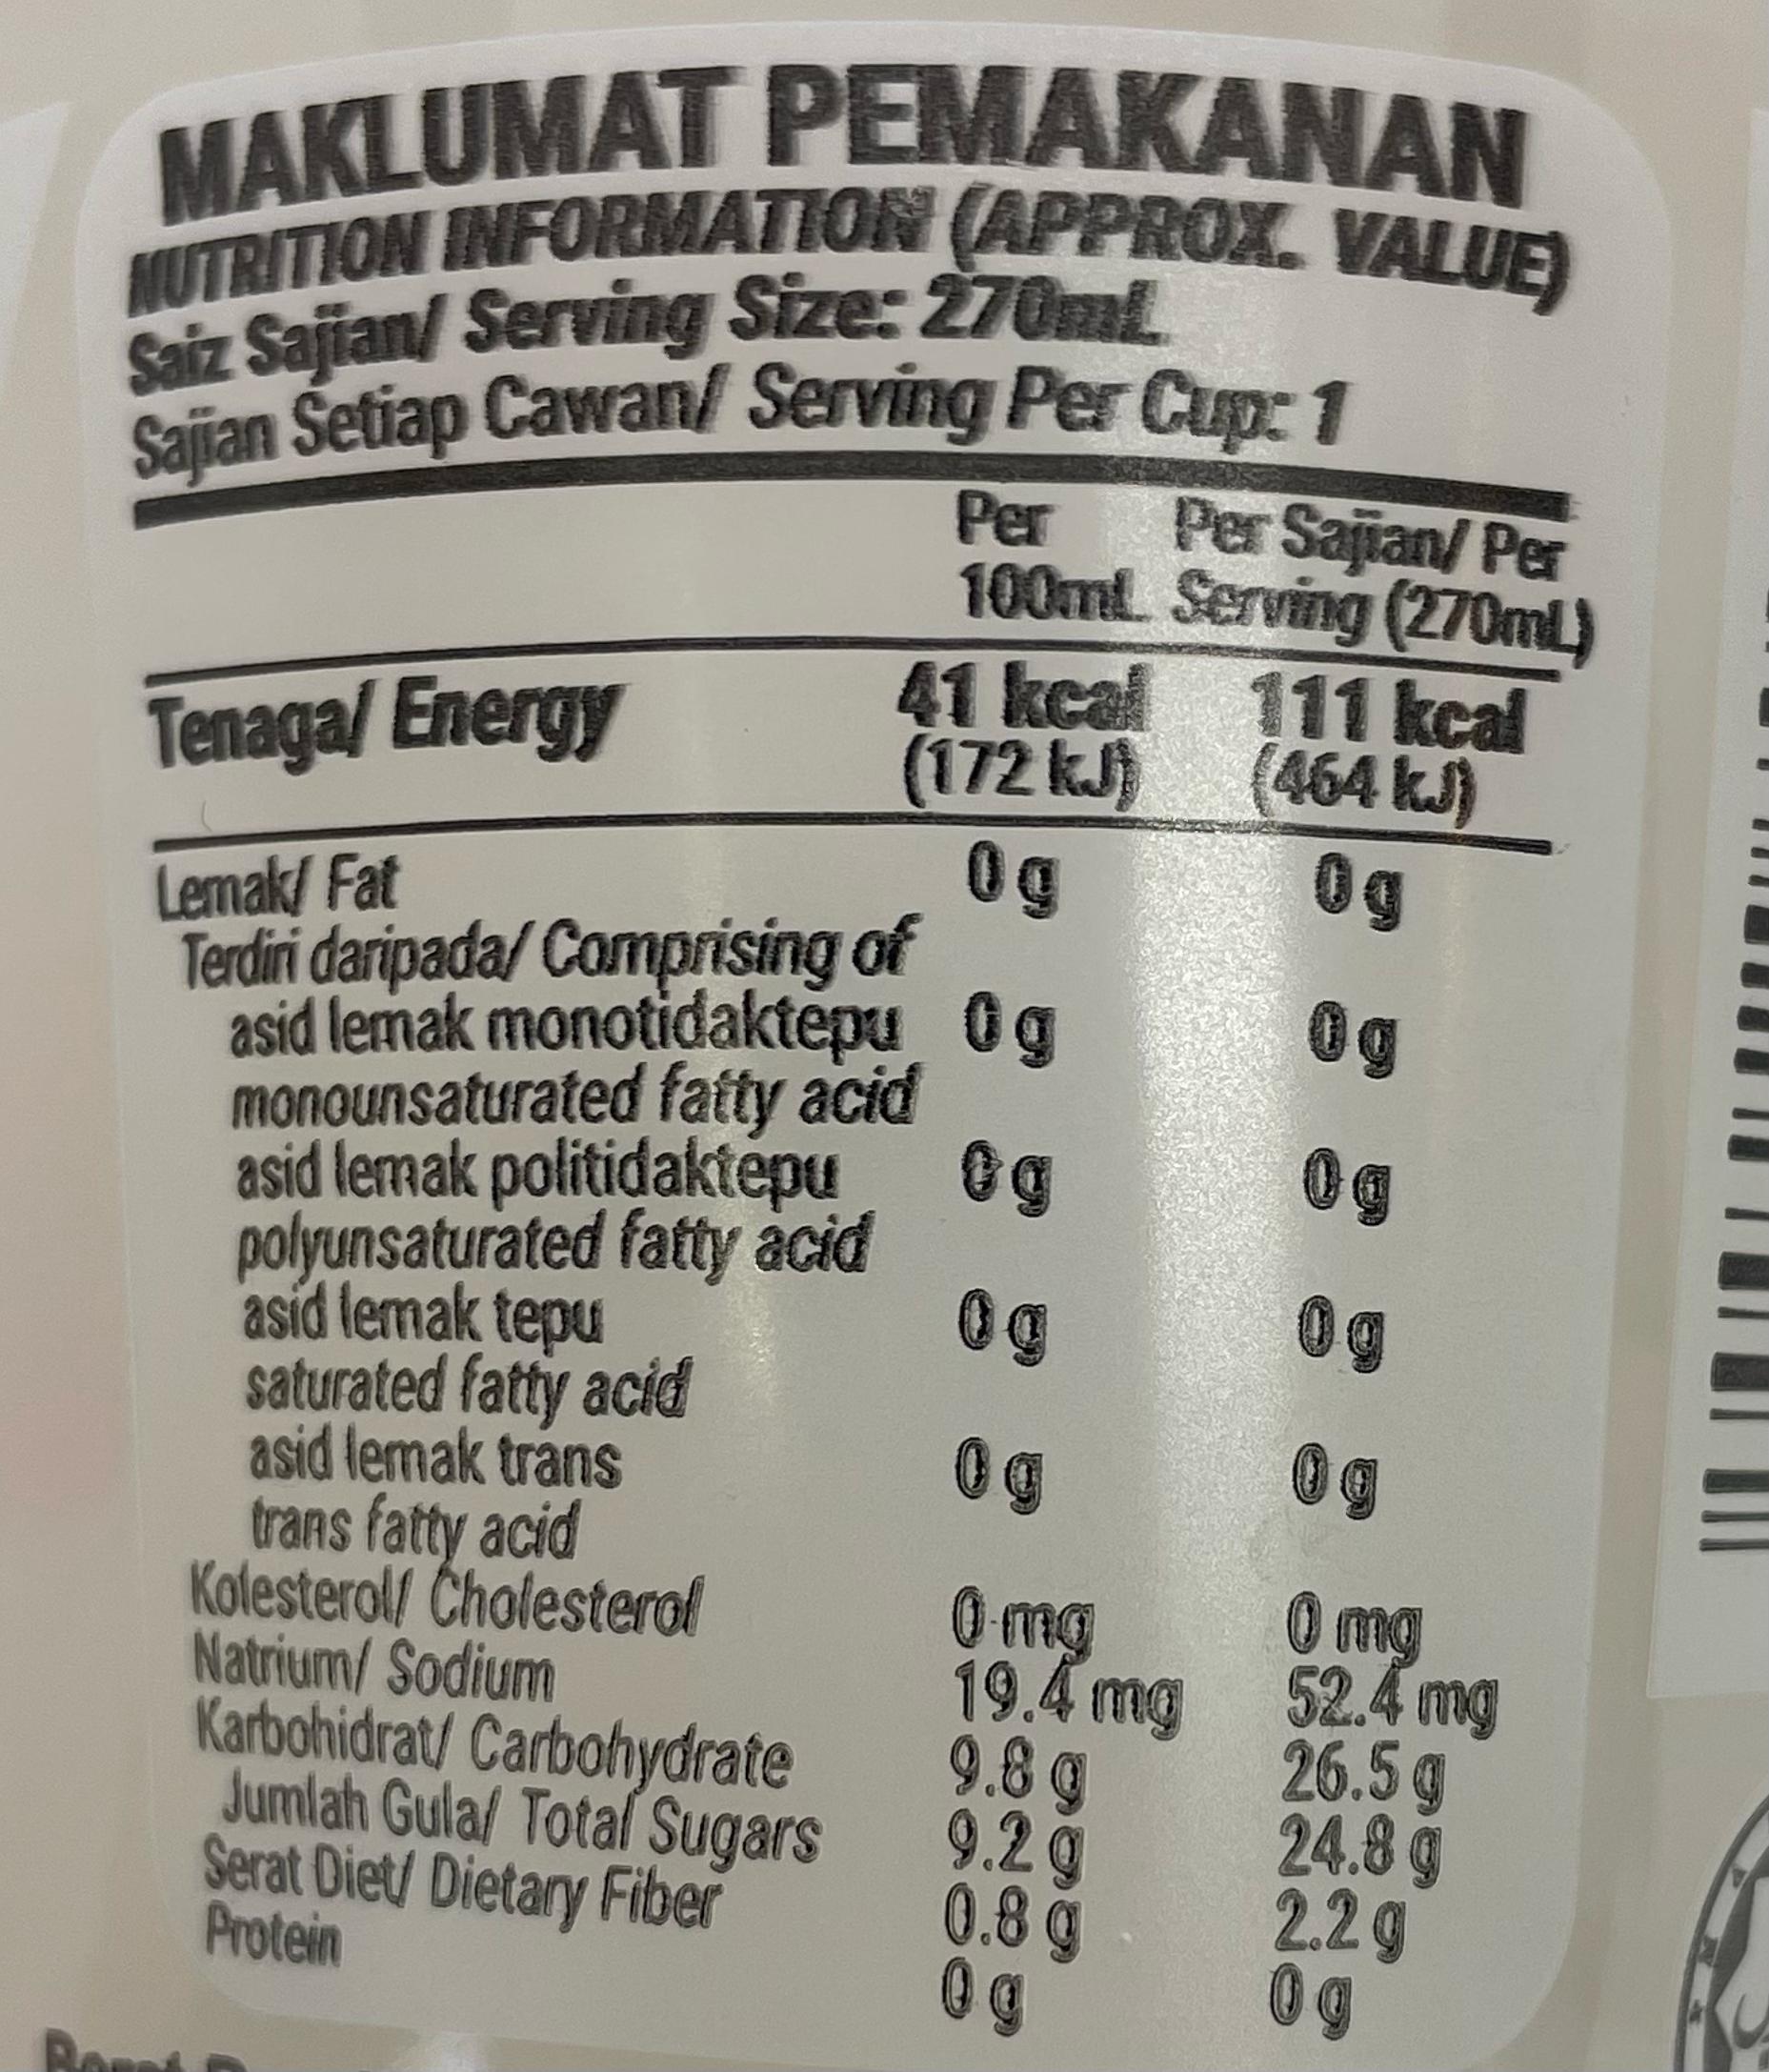 MAKLUMAT PEMAKANAN
NUTRITION INFORMATION (APPROX. VALUE)
Saiz Sajian/ Serving Size: 270mL
Sajian Setiap Cawan/ Serving Per Cup: 1
Per Per Sajian/ Per
100mL Serving (270mL)
Tenaga/ Energy 41 kcal 111 kcal
(172 kJ) (464 kJ)
Lemak/ Fat 0 g 0 g
Terdiri daripada/ Comprising of
asid lemak monotidaktepu 0 g 0 g
monounsaturated fatty acid
asid lemak politidaktepu 0 g 0 g
polyunsaturated fatty acid
asid lemak tepu 0 g 0 g
saturated fatty acid
asid lemak trans 0 g 0 g
trans fatty acid
Kolesterol/ Cholesterol 0 mg 0 mg
Natrium/ Sodium 19.4 mg 52.4 mg
Karbohidrat/ Carbohydrate 9.8 g 26.5 g
Jumlah Gula/ Total Sugars 9.2 g 24.8 g
Serat Diet/ Dietary Fiber 0.8 g 2.2 g
Protein 0 g 0 g